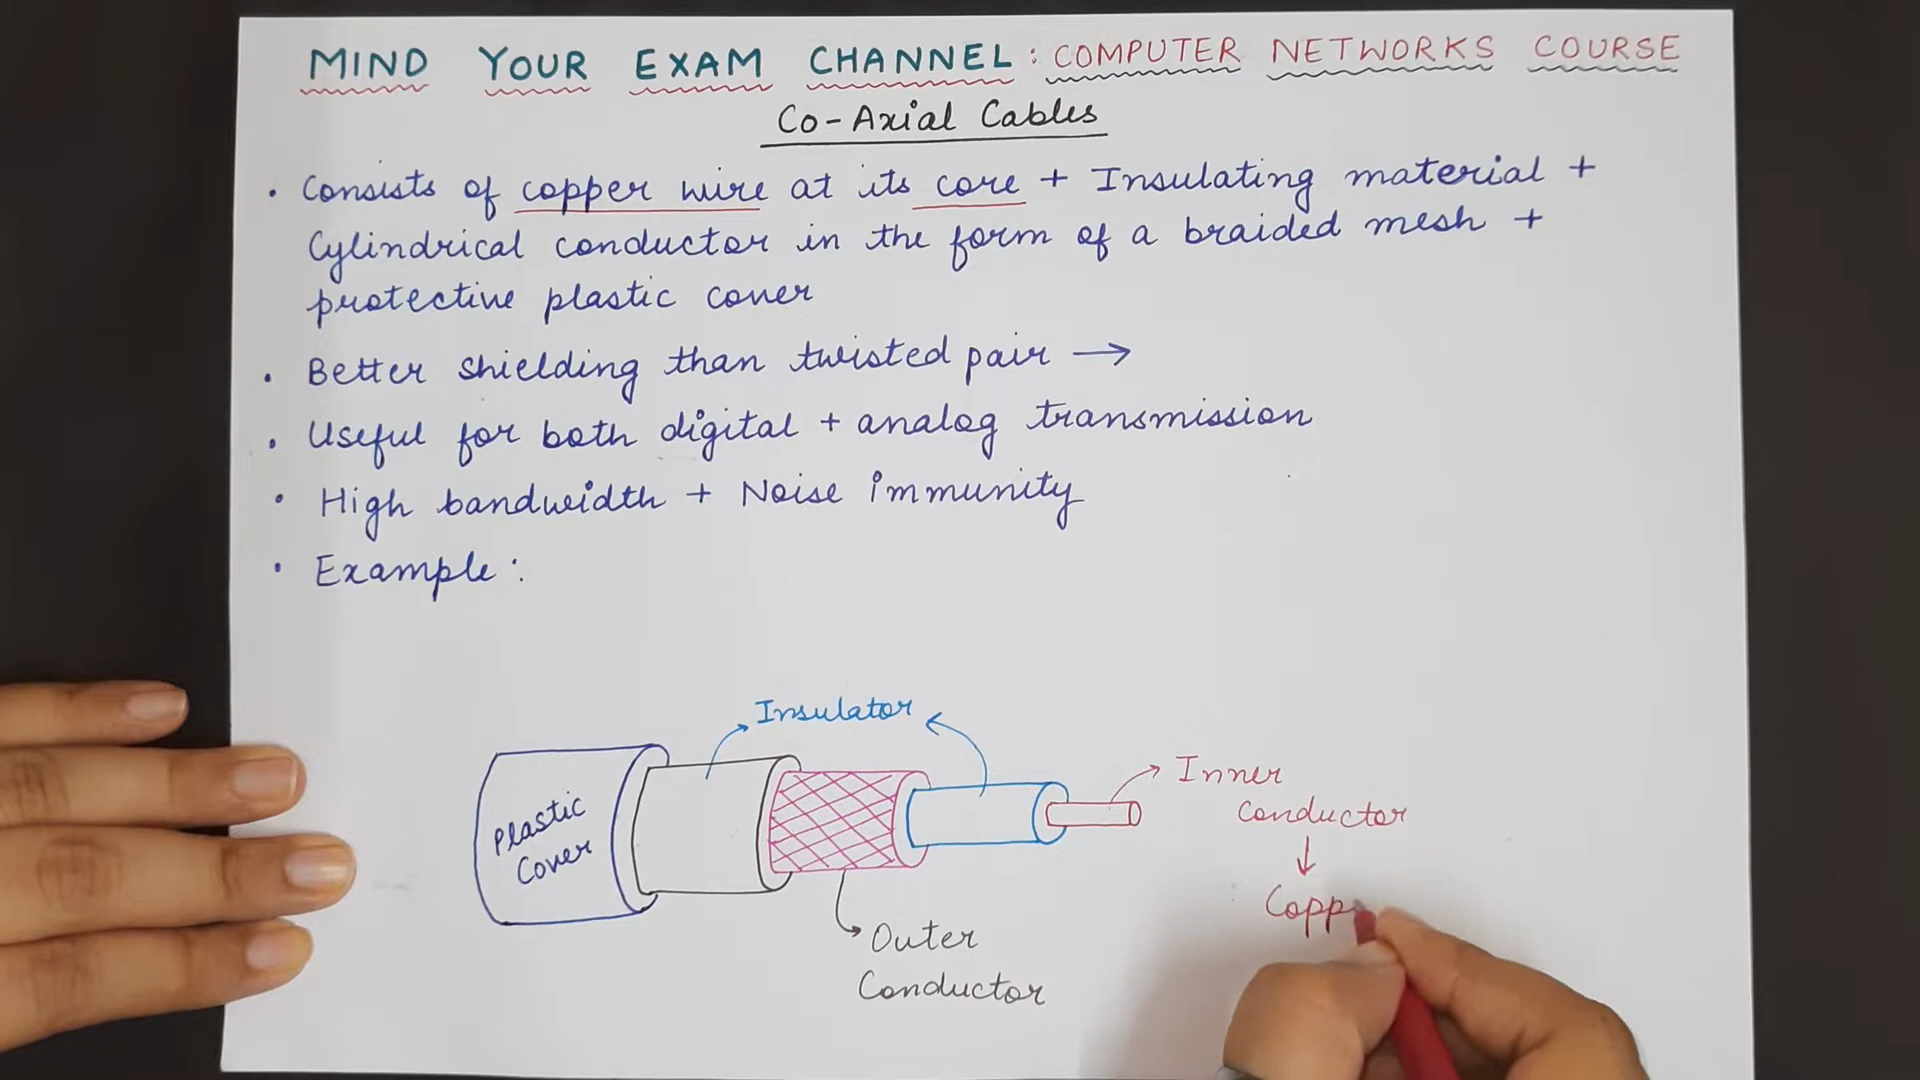 MIND YOUR EXAM CHANNEL : COMPUTER NETWORKS COURSE
Co-Axial Cables
• Consists of copper wire at its core + Insulating material +
Cylindrical conductor in the form of a braided mesh +
protective plastic cover
• Better shielding than twisted pair →
• Useful for both digital + analog transmission
• High bandwidth + Noise immunity
• Example :
Insulator
Plastic
Cover
Inner
Conductor
↓
Copp
Outer
Conductor